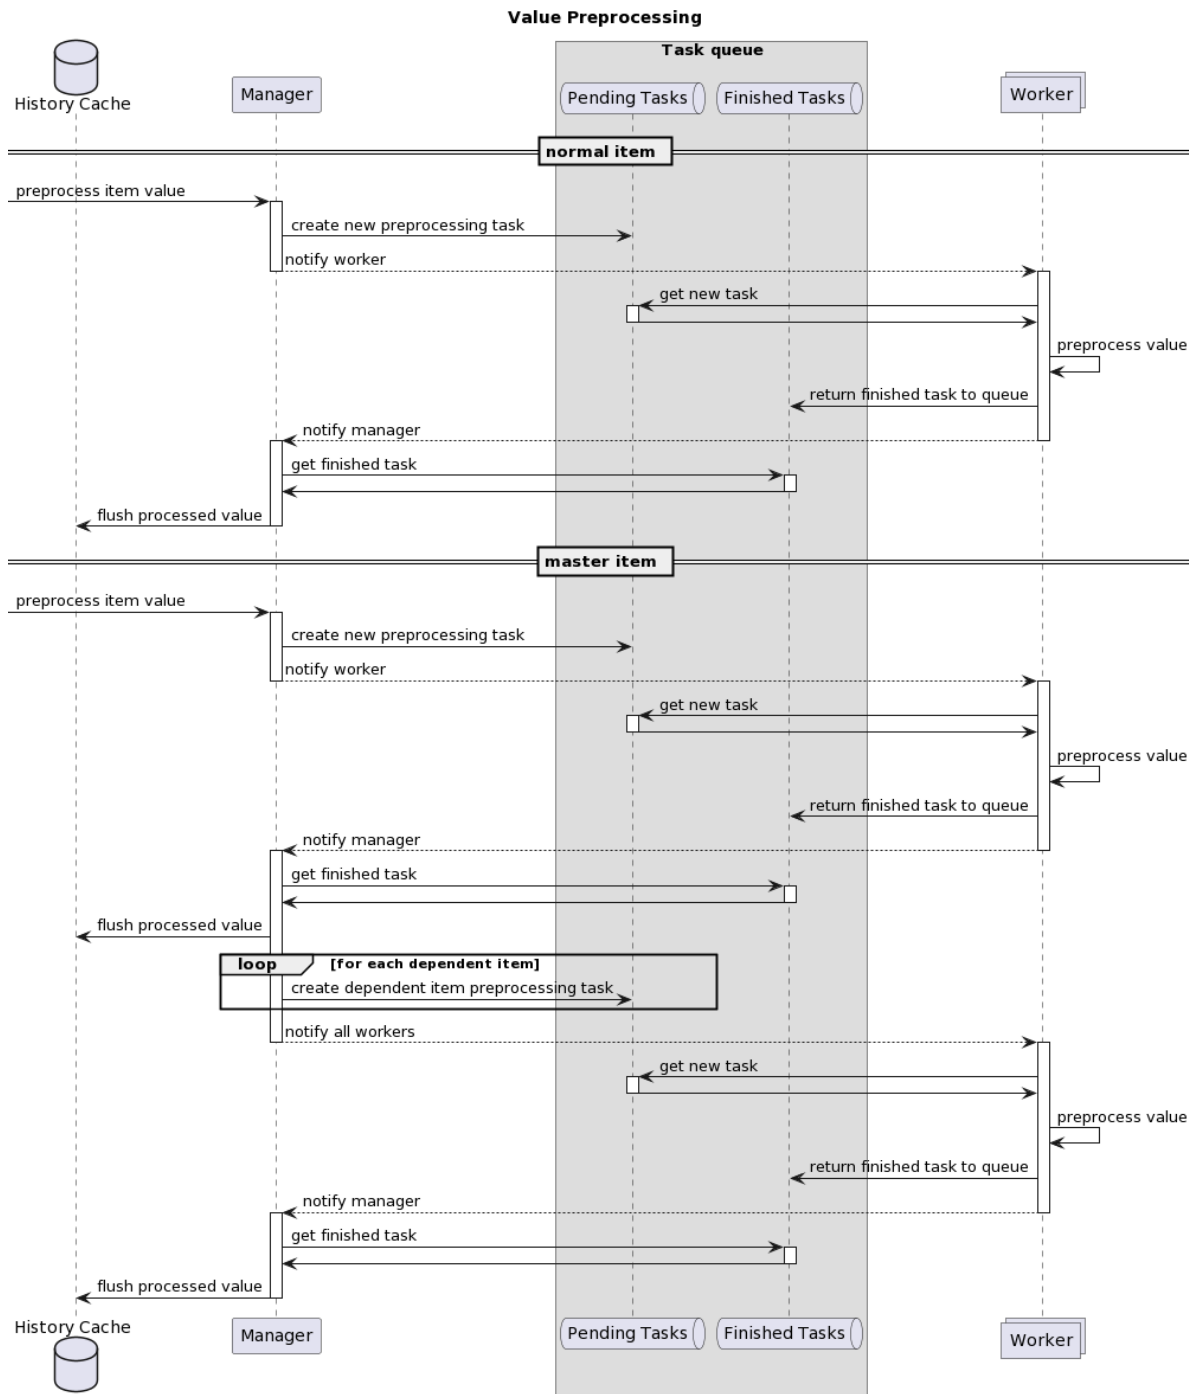 Value Preprocessing
Task queue
History Cache
Manager
Pending Tasks
Finished Tasks
Worker
normal item
preprocess item value
create new preprocessing task
notify worker
get new task
preprocess value
return finished task to queue
notify manager
get finished task
flush processed value
master item
preprocess item value
create new preprocessing task
notify worker
get new task
preprocess value
return finished task to queue
notify manager
get finished task
flush processed value
loop
[for each dependent item]
create dependent item preprocessing task
notify all workers
get new task
preprocess value
return finished task to queue
notify manager
get finished task
flush processed value
History Cache
Manager
Pending Tasks
Finished Tasks
Worker